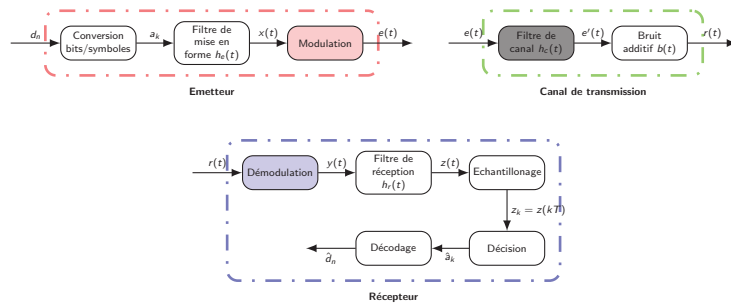 d_n
Conversion
bits/symboles
a_k
Filtre de
mise en
forme h_e(t)
x(t)
Modulation
e(t)
Emetteur
e(t)
Filtre de
canal h_c(t)
e′(t)
Bruit
additif b(t)
r(t)
Canal de transmission
r(t)
Démodulation
y(t)
Filtre de
réception
h_r(t)
z(t)
Echantillonage
z_k = z(kT)
Décision
â_k
Décodage
d̂_n
Récepteur